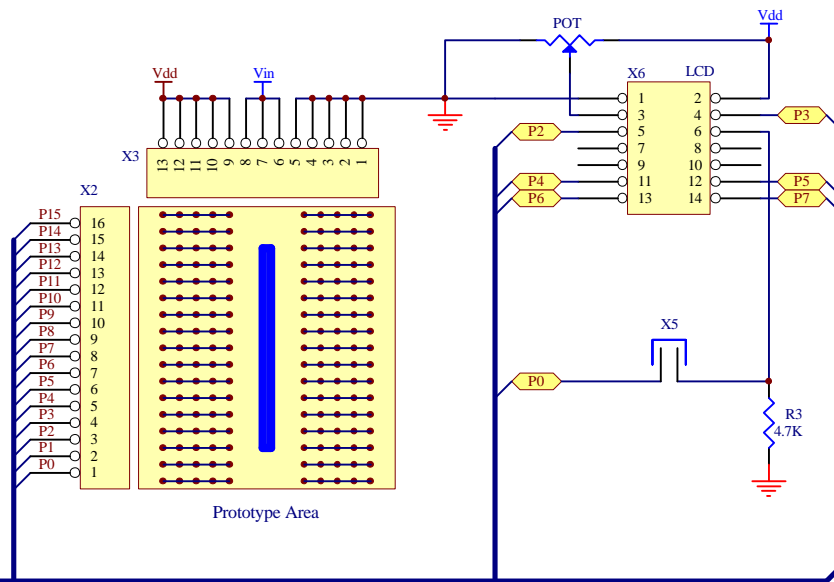 POT
Vdd
Vdd
Vin
X6
LCD
1
2
3
4
P3
P2
5
6
7
8
9
10
P4
11
12
P5
P6
13
14
P7
X3
13
12
11
10
9
8
7
6
5
4
3
2
1
X2
P15
16
P14
15
P13
14
P12
13
P11
12
P10
11
P9
10
P8
9
P7
8
P6
7
P5
6
P4
5
P3
4
P2
3
P1
2
P0
1
Prototype Area
X5
P0
R3
4.7K